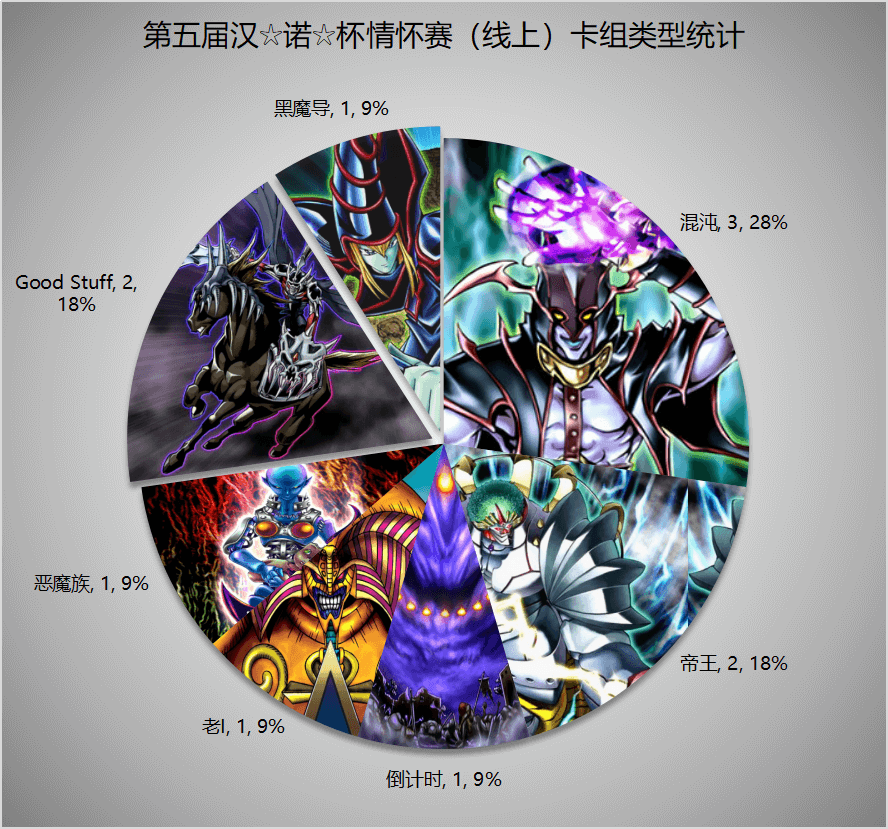 第五届汉☆诺☆杯情怀赛（线上）卡组类型统计
黑魔导, 1, 9%
混沌, 3, 28%
Good Stuff, 2,
18%
恶魔族, 1, 9%
帝王, 2, 18%
老I, 1, 9%
倒计时, 1, 9%